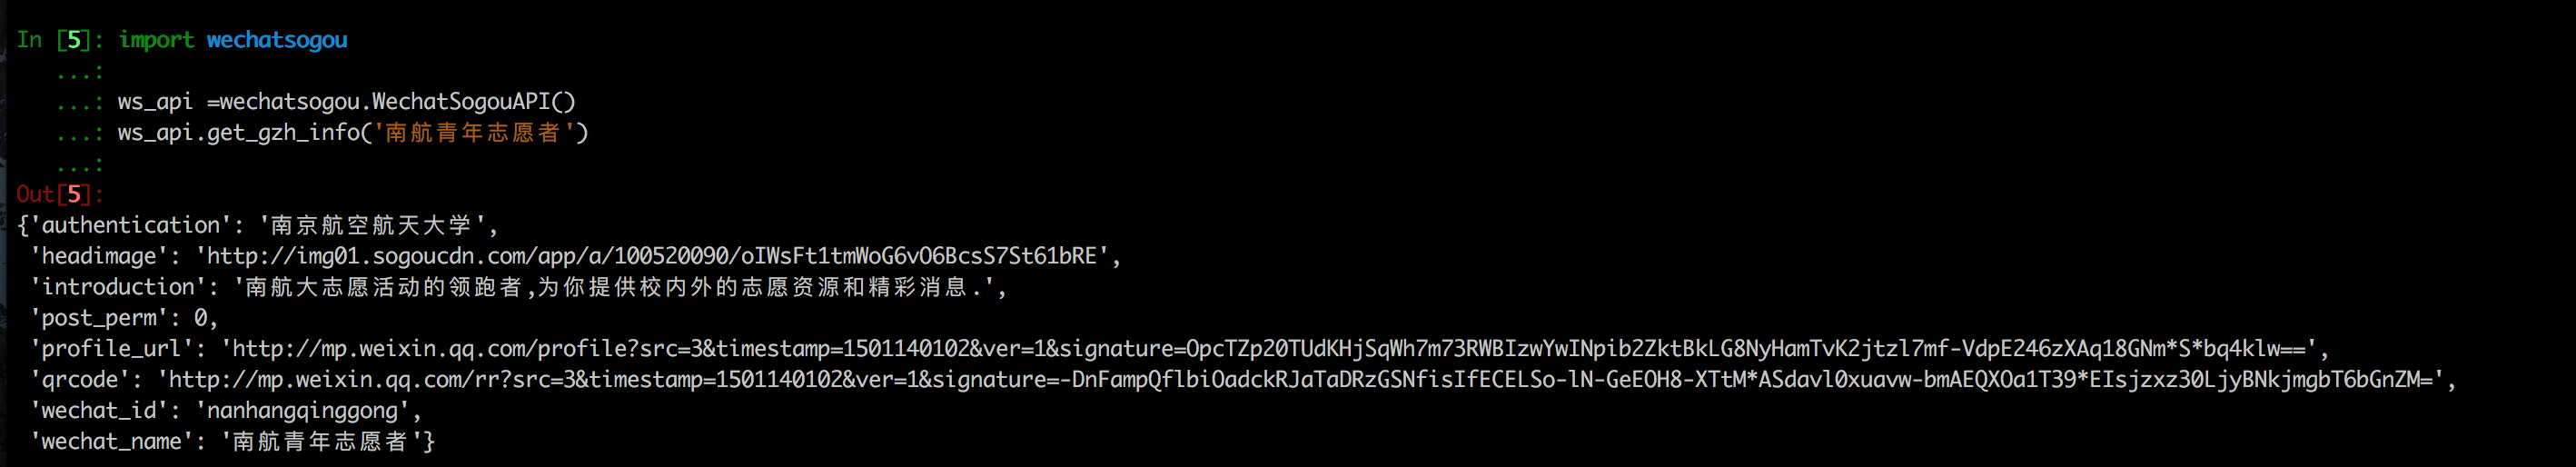 In [5]: import wechatsogou
   ...:
   ...: ws_api =wechatsogou.WechatSogouAPI()
   ...: ws_api.get_gzh_info('南航青年志愿者')
   ...:
Out[5]:
{'authentication': '南京航空航天大学',
 'headimage': 'http://img01.sogoucdn.com/app/a/100520090/oIWsFt1tmWoG6vO6BcsS7St61bRE',
 'introduction': '南航大志愿活动的领跑者,为你提供校内外的志愿资源和精彩消息.',
 'post_perm': 0,
 'profile_url': 'http://mp.weixin.qq.com/profile?src=3&timestamp=1501140102&ver=1&signature=OpcTZp20TUdKHjSqWh7m73RWBIzwYwINpib2ZktBkLG8NyHamTvK2jtzl7mf-VdpE246zXAq18GNm*S*bq4klw==',
 'qrcode': 'http://mp.weixin.qq.com/rr?src=3&timestamp=1501140102&ver=1&signature=-DnFampQflbiOadckRJaTaDRzGSNfisIfECELSo-lN-GeEOH8-XTtM*ASdavl0xuavw-bmAEQXOa1T39*EIsjzxz30LjyBNkjmgbT6bGnZM=',
 'wechat_id': 'nanhangqinggong',
 'wechat_name': '南航青年志愿者'}